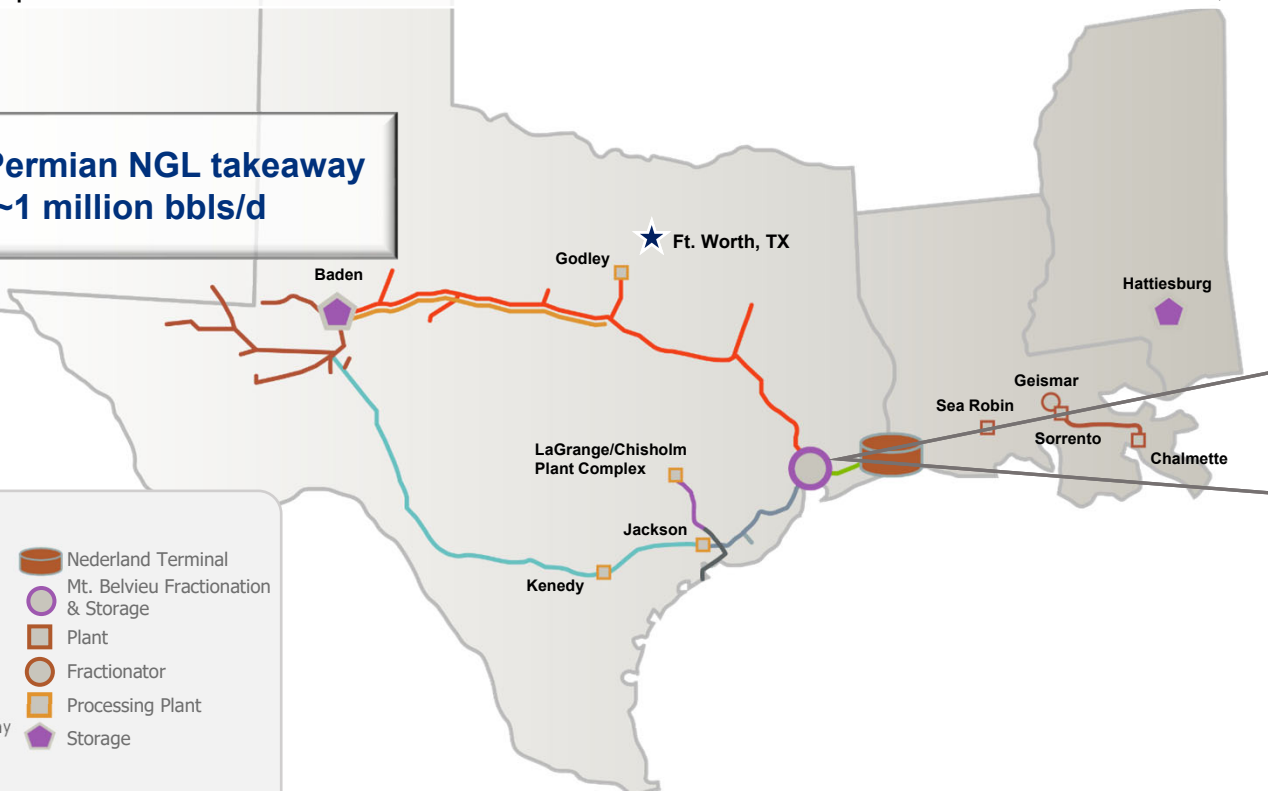 Permian NGL takeaway
~1 million bbls/d
Ft. Worth, TX
Godley
Baden
Hattiesburg
Geismar
Sea Robin
Sorrento
Chalmette
LaGrange/Chisholm
Plant Complex
Jackson
Kenedy
Nederland Terminal
Mt. Belvieu Fractionation
& Storage
Plant
Fractionator
Processing Plant
Storage